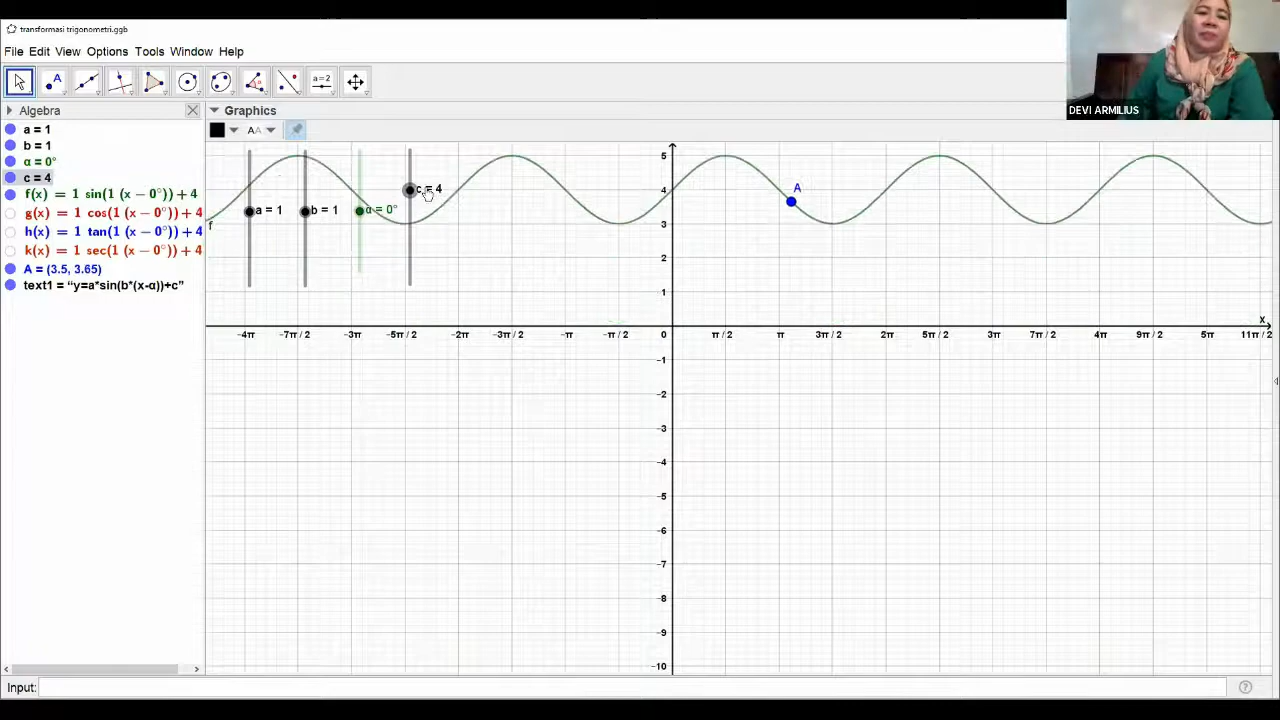 transformasi trigonometri.ggb
File Edit View Options Tools Window Help
A
a=2
Algebra
Graphics
AA
a = 1
b = 1
α = 0°
c = 4
f(x) = 1 sin(1 (x − 0°)) + 4
g(x) = 1 cos(1 (x − 0°)) + 4
h(x) = 1 tan(1 (x − 0°)) + 4
k(x) = 1 sec(1 (x − 0°)) + 4
A = (3.5, 3.65)
text1 = “y=a*sin(b*(x-α))+c”
DEVI ARMILIUS
a = 1
b = 1
α = 0°
c = 4
f
A
x
5
4
3
2
1
−4π −7π / 2 −3π −5π / 2 −2π −3π / 2 −π −π / 2 0 π / 2 π 3π / 2 2π 5π / 2 3π 7π / 2 4π 9π / 2 5π 11π / 2
−1
−2
−3
−4
−5
−6
−7
−8
−9
−10
Input: